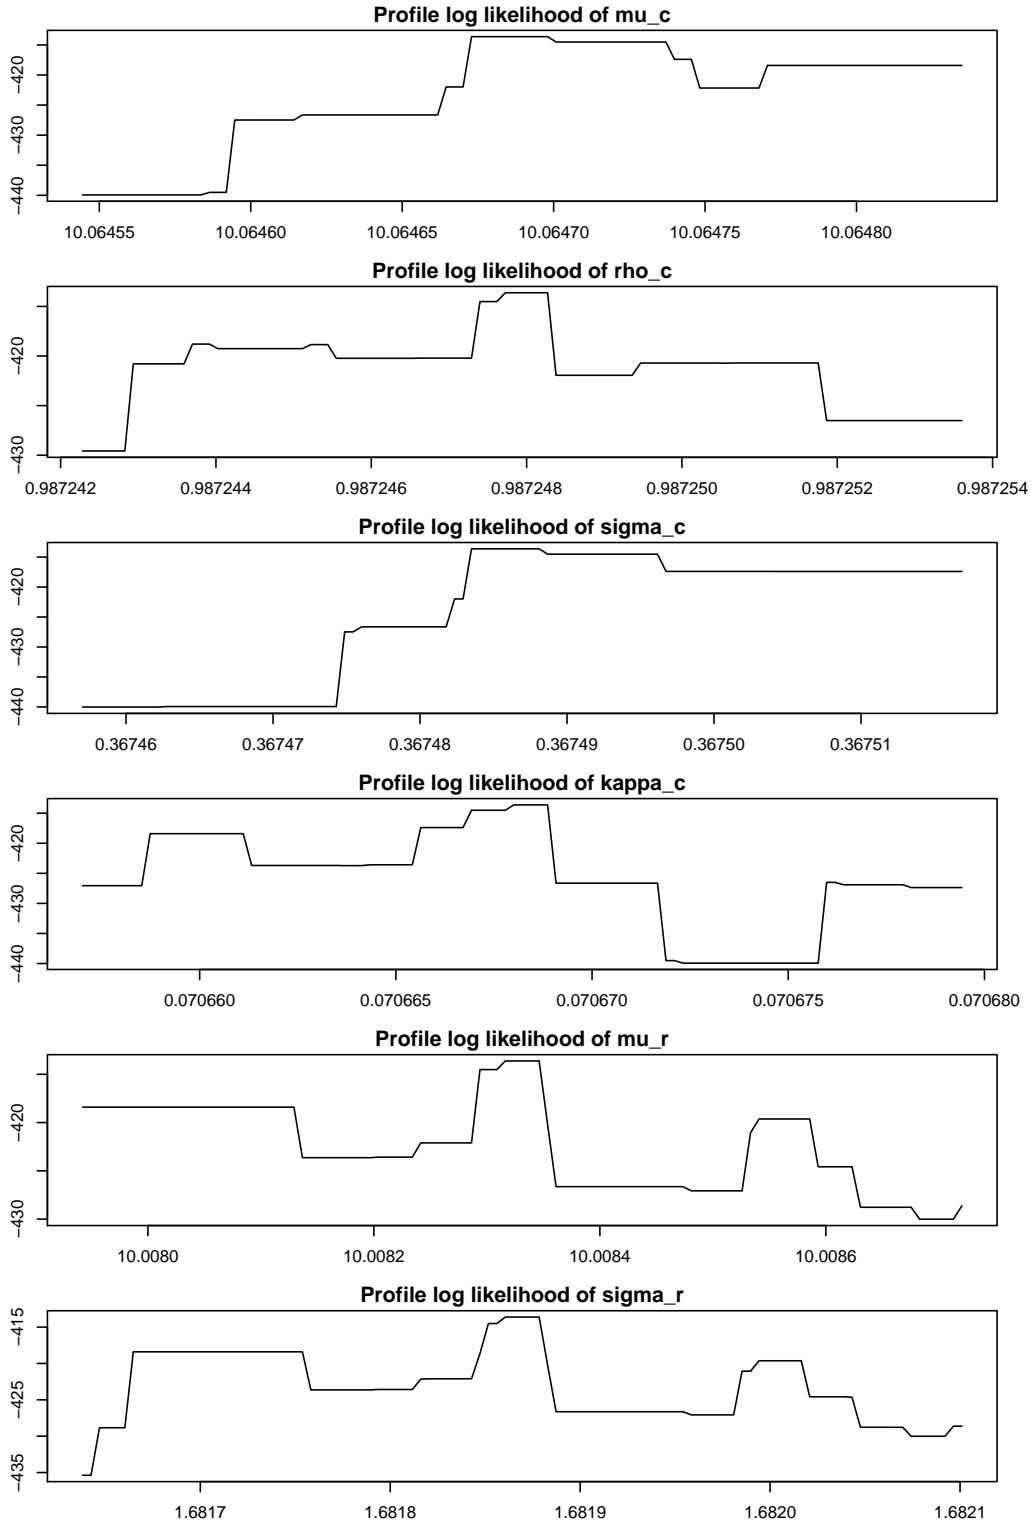 Profile log likelihood of mu_c
−420
−430
−440
10.06455 10.06460 10.06465 10.06470 10.06475 10.06480
Profile log likelihood of rho_c
−420
−430
0.987242 0.987244 0.987246 0.987248 0.987250 0.987252 0.987254
Profile log likelihood of sigma_c
−420
−430
−440
0.36746 0.36747 0.36748 0.36749 0.36750 0.36751
Profile log likelihood of kappa_c
−420
−430
−440
0.070660 0.070665 0.070670 0.070675 0.070680
Profile log likelihood of mu_r
−420
−430
10.0080 10.0082 10.0084 10.0086
Profile log likelihood of sigma_r
−415
−425
−435
1.6817 1.6818 1.6819 1.6820 1.6821